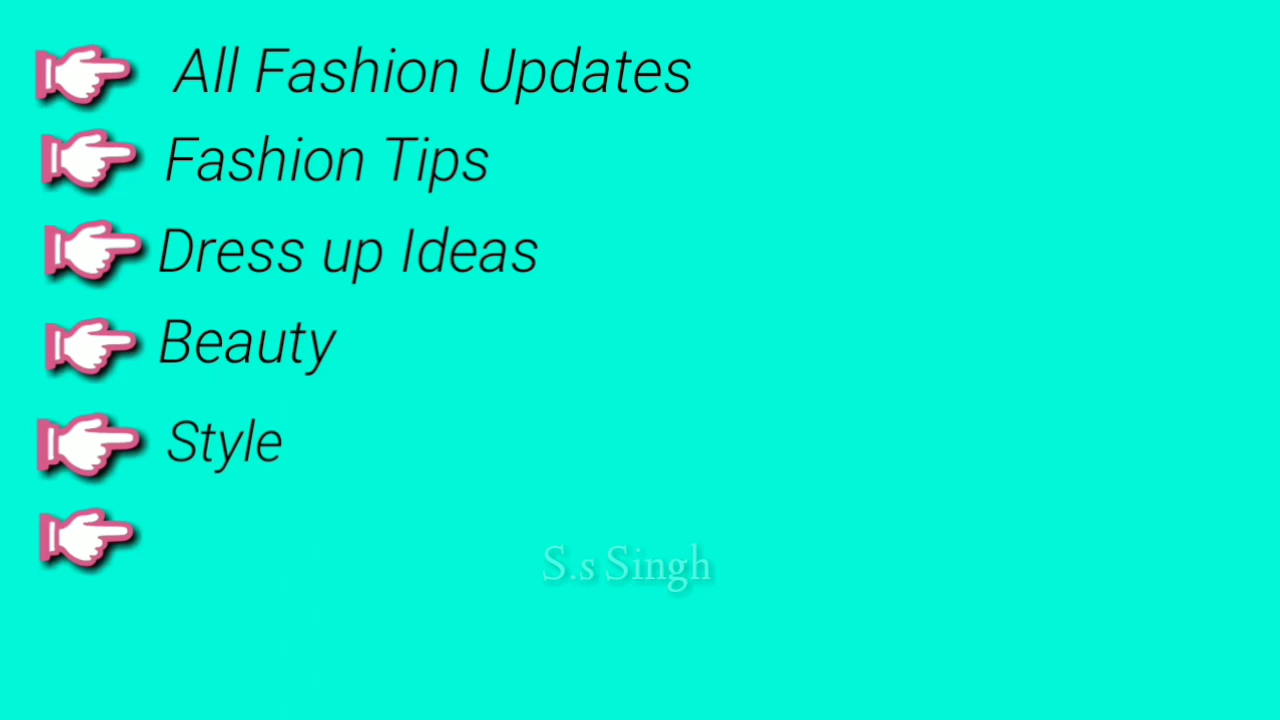 All Fashion Updates
Fashion Tips
Dress up Ideas
Beauty
Style
S.s Singh